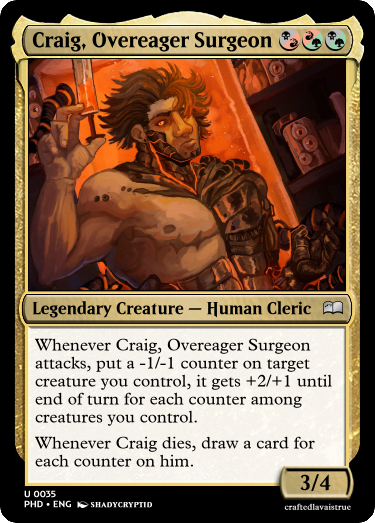 Craig, Overeager Surgeon
Legendary Creature — Human Cleric
Whenever Craig, Overeager Surgeon
attacks, put a -1/-1 counter on target
creature you control, it gets +2/+1 until
end of turn for each counter among
creatures you control.
Whenever Craig dies, draw a card for
each counter on him.
3/4
U 0035
PHD • ENG SHADYCRYPTID
craftedlavaistrue